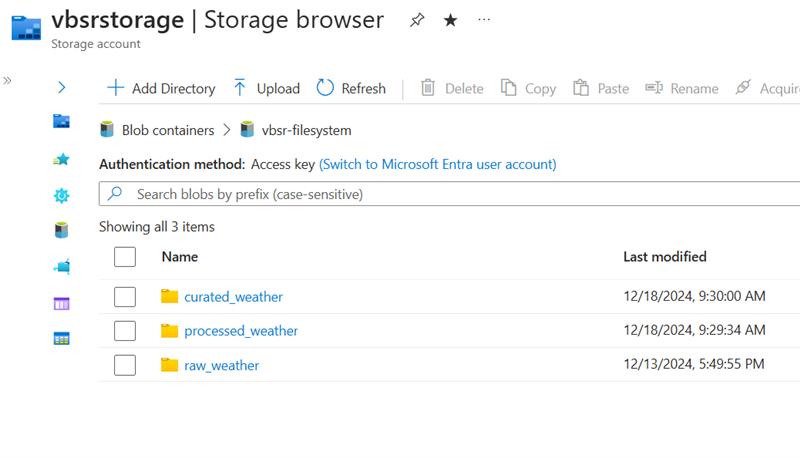 vbsrstorage | Storage browser
Storage account
Add Directory Upload Refresh Delete Copy Paste Rename
Blob containers > vbsr-filesystem
Authentication method: Access key (Switch to Microsoft Entra user account)
Search blobs by prefix (case-sensitive)
Showing all 3 items
Name Last modified
curated_weather 12/18/2024, 9:30:00 AM
processed_weather 12/18/2024, 9:29:34 AM
raw_weather 12/13/2024, 5:49:55 PM